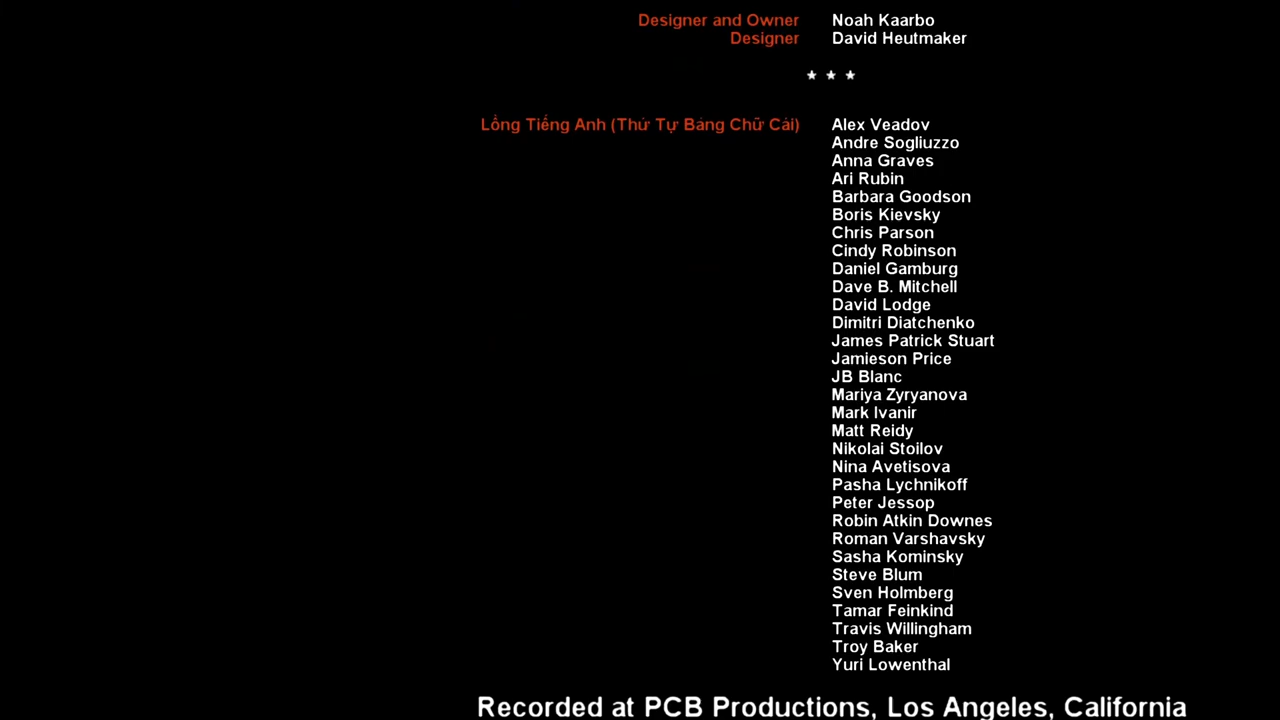 Designer and Owner Noah Kaarbo
Designer David Heutmaker
★ ★ ★
Lồng Tiếng Anh (Thứ Tự Bảng Chữ Cái) Alex Veadov
Andre Sogliuzzo
Anna Graves
Ari Rubin
Barbara Goodson
Boris Kievsky
Chris Parson
Cindy Robinson
Daniel Gamburg
Dave B. Mitchell
David Lodge
Dimitri Diatchenko
James Patrick Stuart
Jamieson Price
JB Blanc
Mariya Zyryanova
Mark Ivanir
Matt Reidy
Nikolai Stoilov
Nina Avetisova
Pasha Lychnikoff
Peter Jessop
Robin Atkin Downes
Roman Varshavsky
Sasha Kominsky
Steve Blum
Sven Holmberg
Tamar Feinkind
Travis Willingham
Troy Baker
Yuri Lowenthal
Recorded at PCB Productions, Los Angeles, California